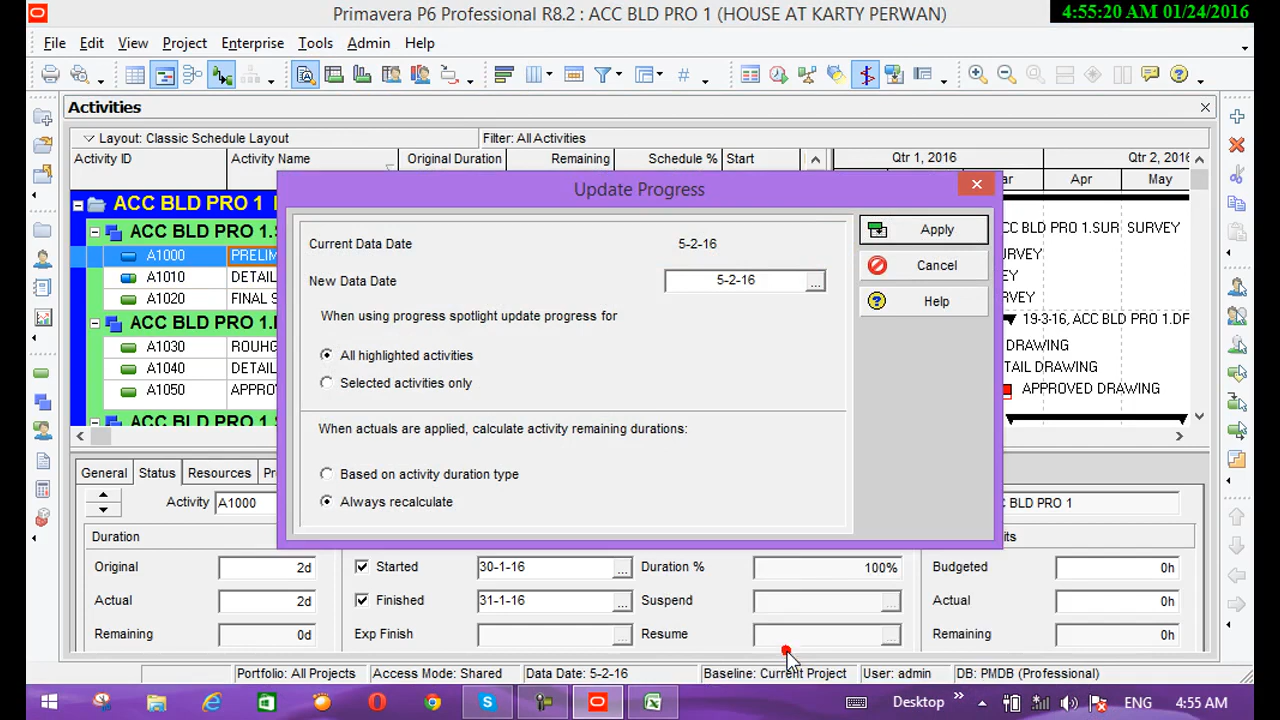 Primavera P6 Professional R8.2 : ACC BLD PRO 1 (HOUSE AT KARTY PERWAN)
4:55:20 AM 01/24/2016
File Edit View Project Enterprise Tools Admin Help
Activities
Layout: Classic Schedule Layout Filter: All Activities
Activity ID Activity Name Original Duration Remaining Schedule % Start Qtr 1, 2016 Qtr 2, 2016
Apr May
ACC BLD PRO 1
ACC BLD PRO 1.SUR SURVEY
A1000 PRELIM
A1010 DETAIL
A1020 FINAL S
A1030
A1040 DETAIL
A1050 APPRO
19-3-16, ACC BLD PRO 1.DF
DRAWING
TAIL DRAWING
APPROVED DRAWING
Update Progress
Current Data Date 5-2-16
New Data Date 5-2-16 ...
When using progress spotlight update progress for
All highlighted activities
Selected activities only
When actuals are applied, calculate activity remaining durations:
Based on activity duration type
Always recalculate
Apply
Cancel
Help
General Status Resources
Activity A1000 BLD PRO 1
Duration
Original 2d Started 30-1-16 ... Duration % 100% Budgeted 0h
Actual 2d Finished 31-1-16 ... Suspend ... Actual 0h
Remaining 0d Exp Finish ... Resume ... Remaining 0h
Portfolio: All Projects Access Mode: Shared Data Date: 5-2-16 Baseline: Current Project User: admin DB: PMDB (Professional)
Desktop ENG 4:55 AM